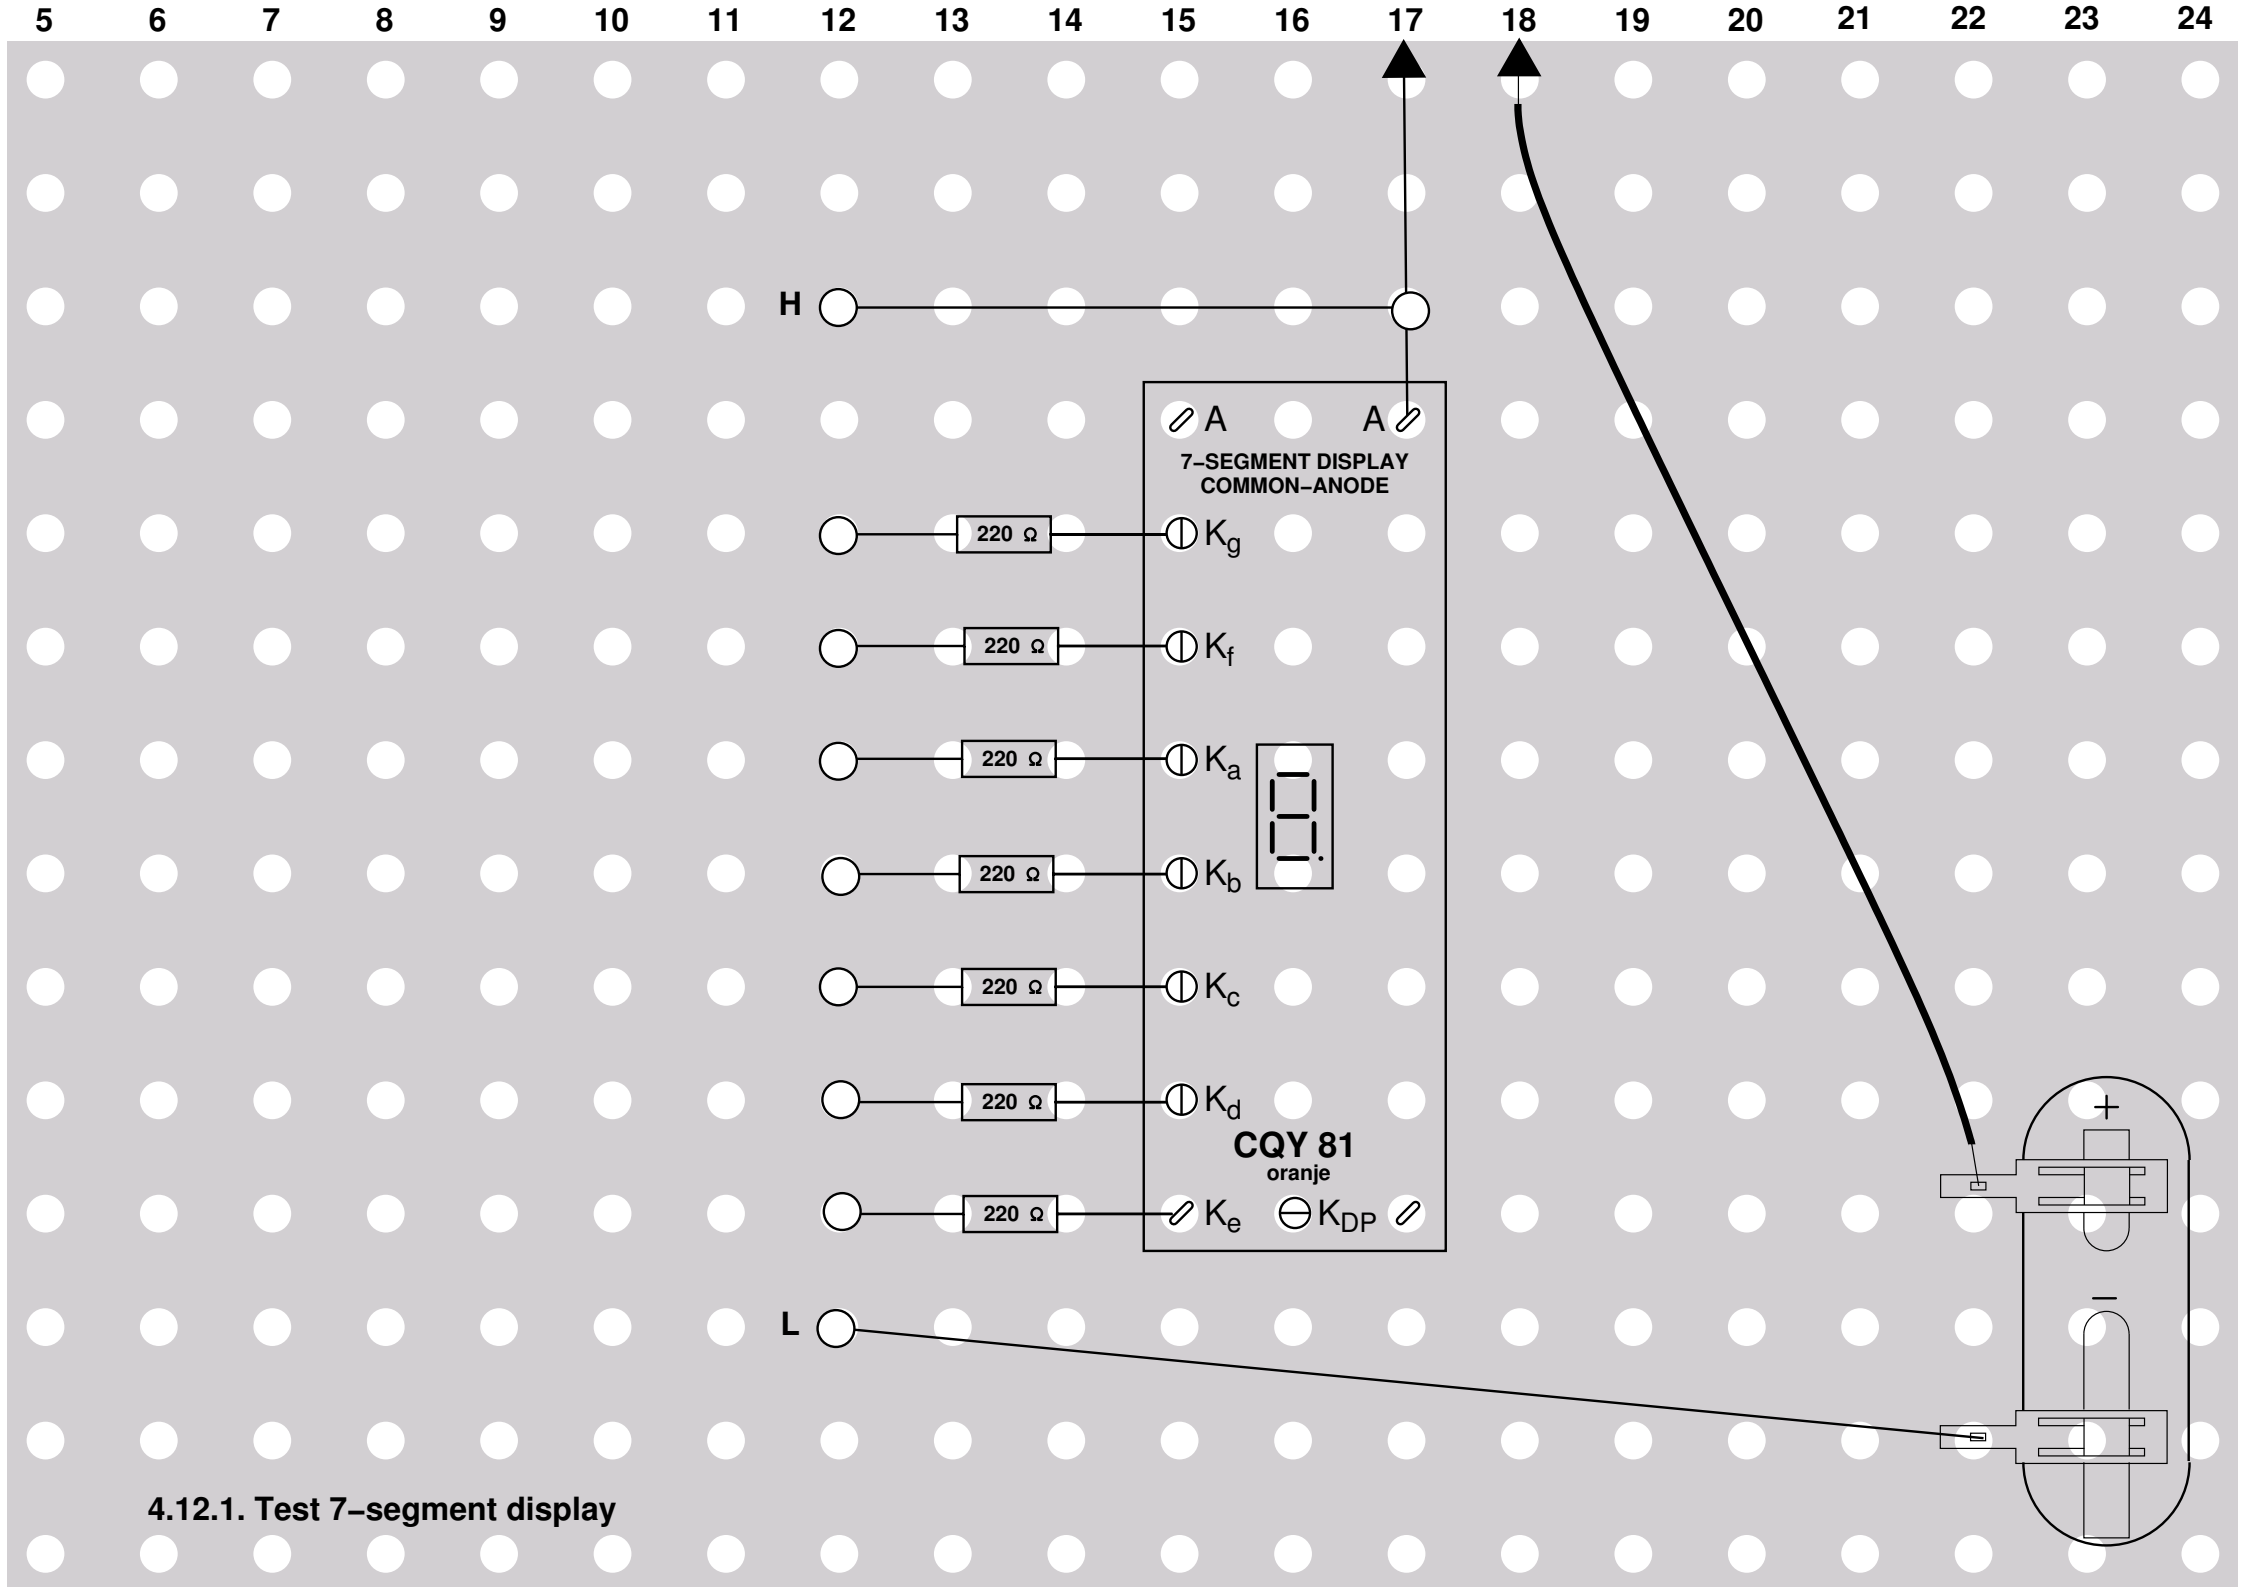 5 6 7 8 9 10 11 12 13 14 15 16 17 18 19 20 21 22 23 24
H
A A
7–SEGMENT DISPLAY
COMMON–ANODE
220 Ω Kg
220 Ω Kf
220 Ω Ka
220 Ω Kb
220 Ω Kc
220 Ω Kd
+
CQY 81
oranje
220 Ω Ke KDP
–
L
4.12.1. Test 7–segment display